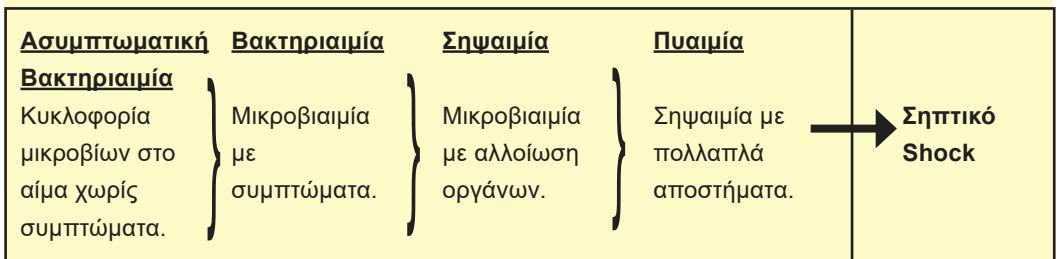 Ασυμπτωματική
Βακτηριαιμία
Κυκλοφορία
μικροβίων στο
αίμα χωρίς
συμπτώματα.
Βακτηριαιμία
Μικροβιαιμία
με
συμπτώματα.
Σηψαιμία
Μικροβιαιμία
με αλλοίωση
οργάνων.
Πυαιμία
Σηψαιμία με
πολλαπλά
αποστήματα.
Σηπτικό
Shock